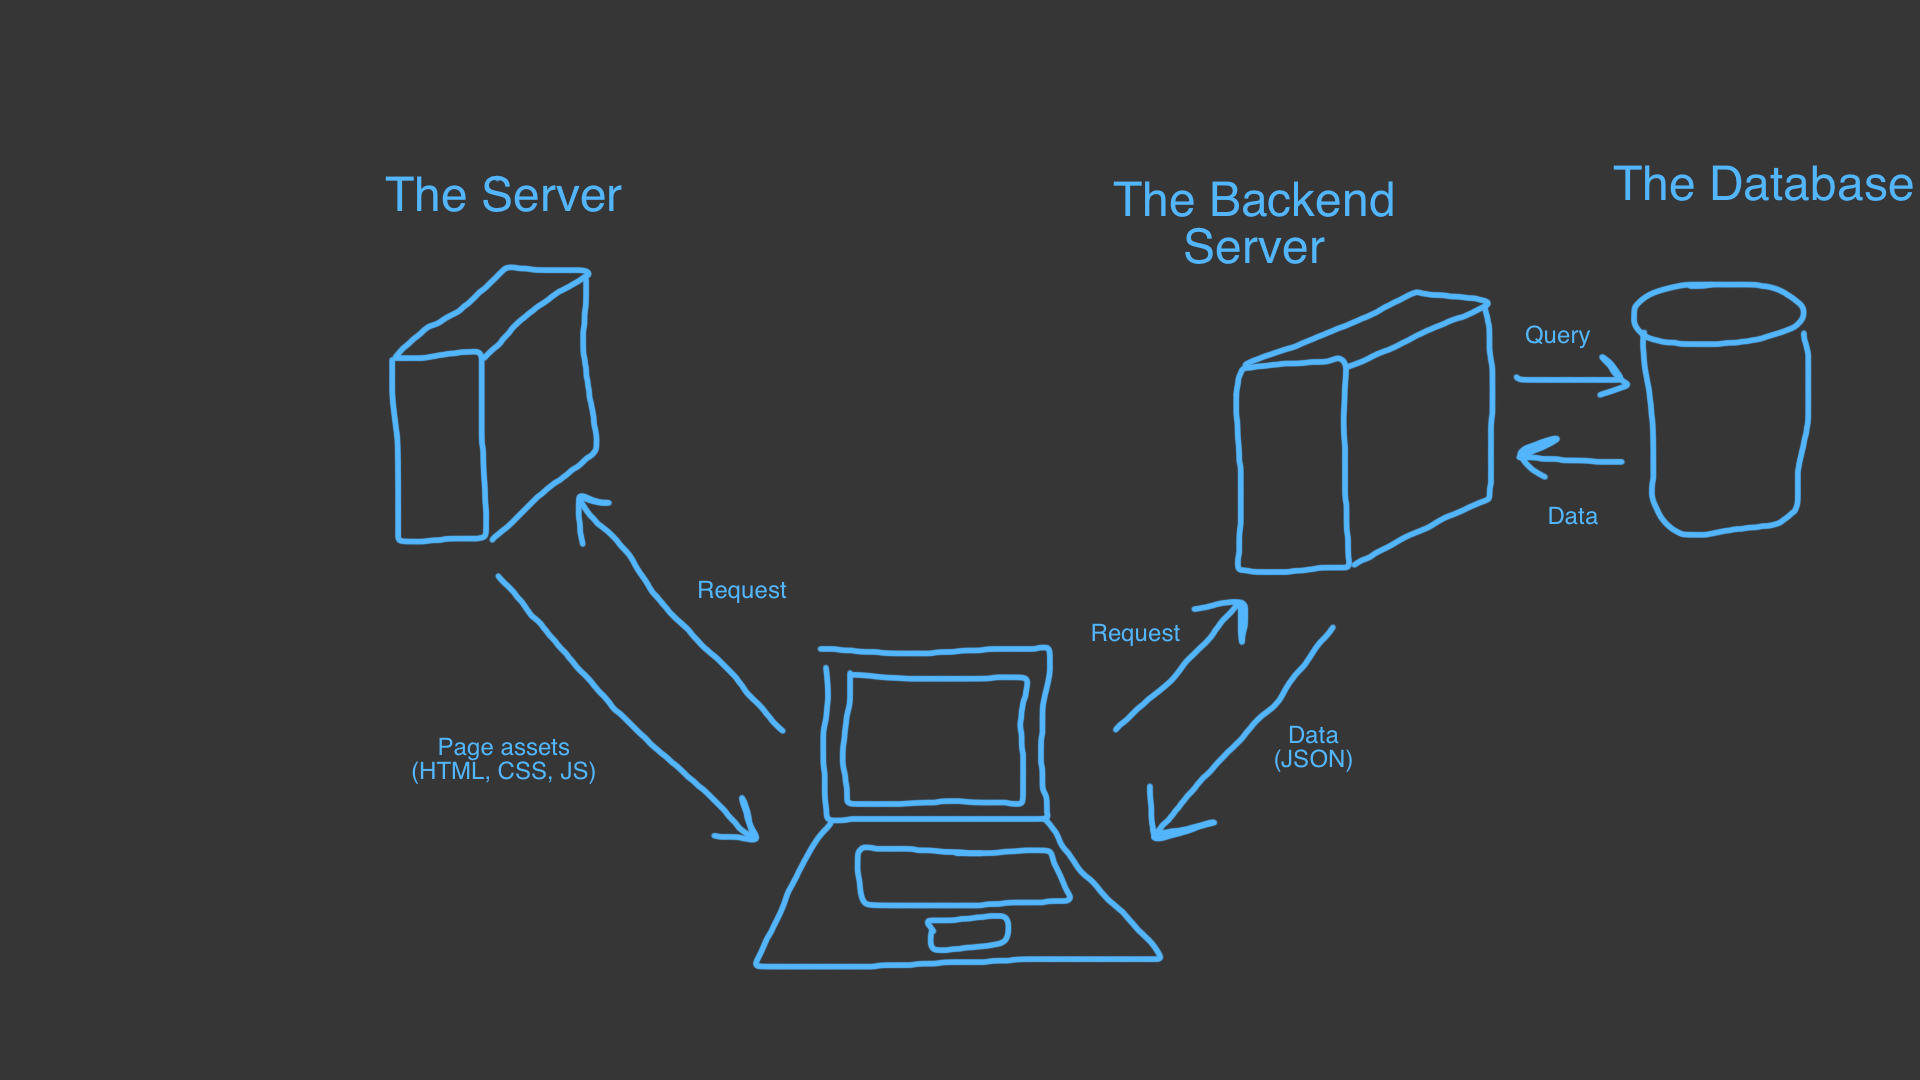 The Server
The Backend
Server
The Database
Query
Data
Request
Request
Page assets
(HTML, CSS, JS)
Data
(JSON)